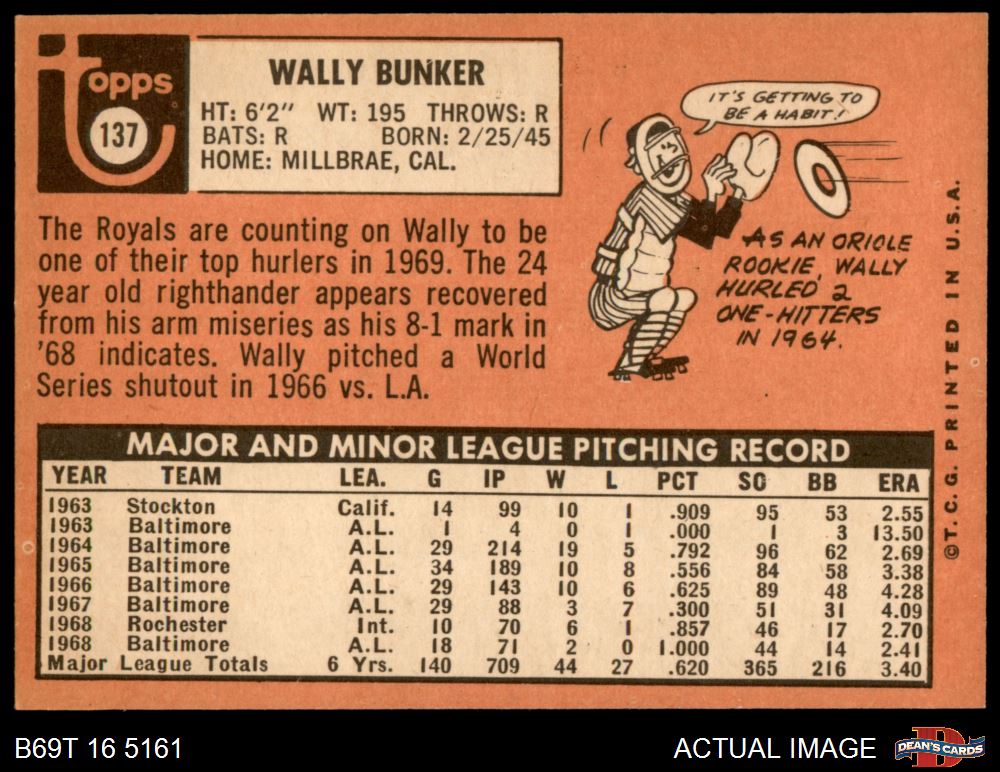 Topps
137
WALLY BUNKER
HT: 6'2" WT: 195 THROWS: R
BATS: R BORN: 2/25/45
HOME: MILLBRAE, CAL.
The Royals are counting on Wally to be
one of their top hurlers in 1969. The 24
year old righthander appears recovered
from his arm miseries as his 8-1 mark in
'68 indicates. Wally pitched a World
Series shutout in 1966 vs. L.A.
IT'S GETTING TO
BE A HABIT!
AS AN ORIOLE
ROOKIE, WALLY
HURLED 2
ONE-HITTERS
IN 1964.
©T.C.G. PRINTED IN U.S.A.
MAJOR AND MINOR LEAGUE PITCHING RECORD
YEAR TEAM LEA. G IP W L PCT SO BB ERA
1963 Stockton Calif. 14 99 10 1 .909 95 53 2.55
1963 Baltimore A.L. 1 4 0 1 .000 1 3 13.50
1964 Baltimore A.L. 29 214 19 5 .792 96 62 2.69
1965 Baltimore A.L. 34 189 10 8 .556 84 58 3.38
1966 Baltimore A.L. 29 143 10 6 .625 89 48 4.28
1967 Baltimore A.L. 29 88 3 7 .300 51 31 4.09
1968 Rochester Int. 10 70 6 1 .857 46 17 2.70
1968 Baltimore A.L. 18 71 2 0 1.000 44 14 2.41
Major League Totals 6 Yrs. 140 709 44 27 .620 365 216 3.40
B69T 16 5161
ACTUAL IMAGE
D
DEAN'S CARDS